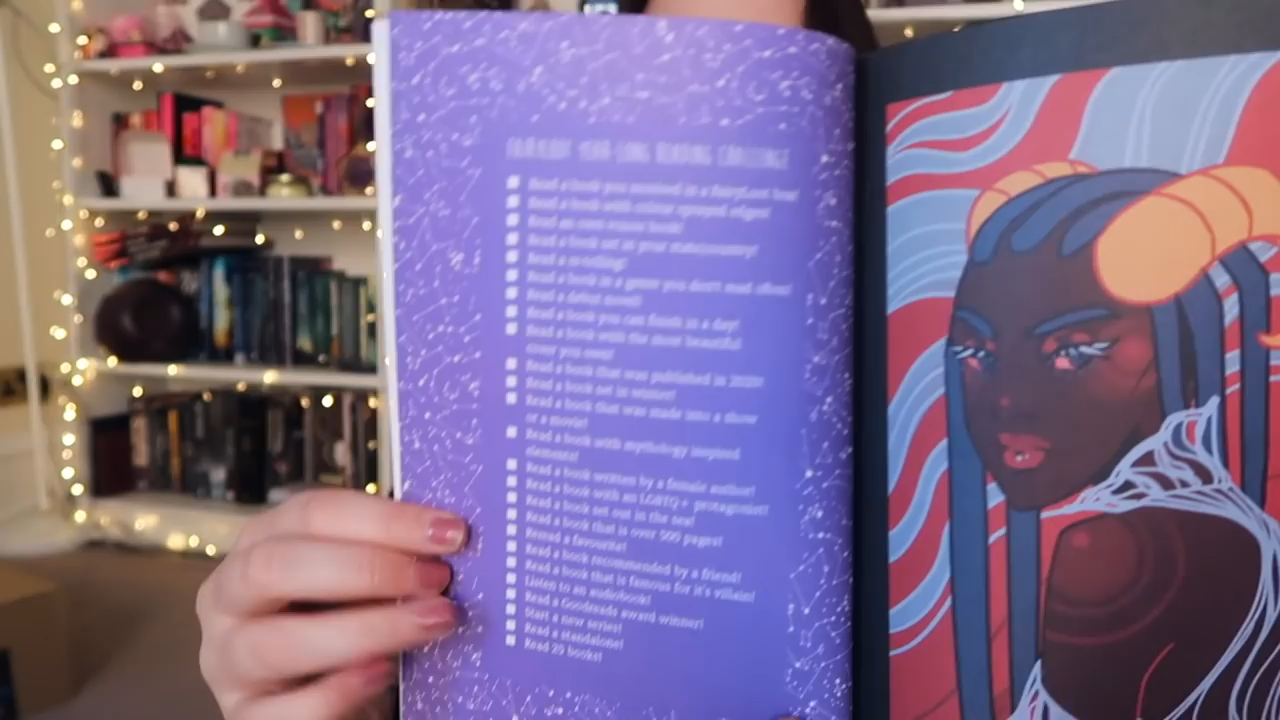 YEAR LONG READING CHALLENGE
Read a book you received in a FairyLoot box!
Read a book with colour sprayed edges!
Read an own voice book!
Read a book set in your state/country!
Read a re-telling!
Read a book in a genre you don't read often!
Read a debut novel!
Read a book you can finish in a day!
Read a book with the most beautiful
cover you own!
Read a book that was published in 2020!
Read a book set in winter!
Read a book that was made into a show
or a movie!
Read a book with mythology inspired
elements!
Read a book written by a female author!
Read a book with an LGBTQ+ protagonist!
Read a book set out in the sea!
Read a book that is over 500 pages!
Reread a favourite!
Read a book recommended by a friend!
Read a book that is famous for it's villain!
Listen to an audiobook!
Read a Goodreads award winner!
Start a new series!
Read a standalone!
Read 25 books!